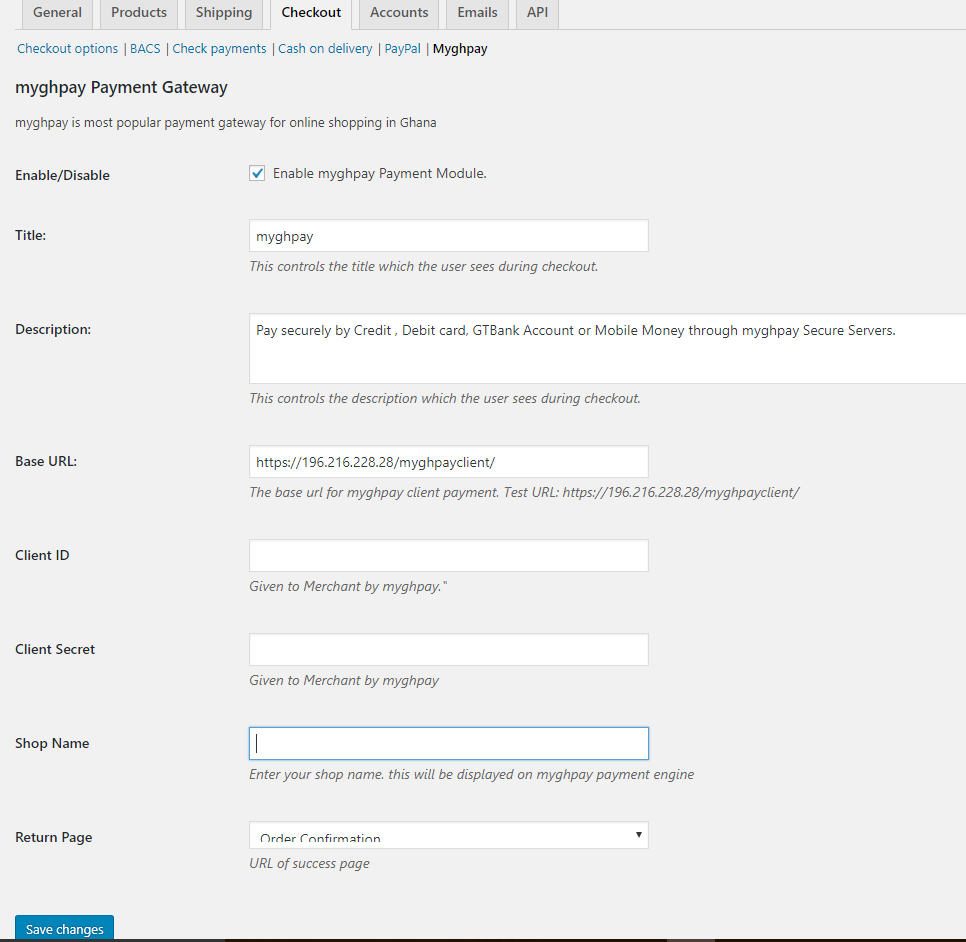 General Products Shipping Checkout Accounts Emails API
Checkout options | BACS | Check payments | Cash on delivery | PayPal | Myghpay
myghpay Payment Gateway
myghpay is most popular payment gateway for online shopping in Ghana
Enable/Disable Enable myghpay Payment Module.
Title: myghpay
This controls the title which the user sees during checkout.
Description: Pay securely by Credit , Debit card, GTBank Account or Mobile Money through myghpay Secure Servers.
This controls the description which the user sees during checkout.
Base URL: https://196.216.228.28/myghpayclient/
The base url for myghpay client payment. Test URL: https://196.216.228.28/myghpayclient/
Client ID
Given to Merchant by myghpay."
Client Secret
Given to Merchant by myghpay
Shop Name
Enter your shop name. this will be displayed on myghpay payment engine
Return Page Order Confirmation
URL of success page
Save changes